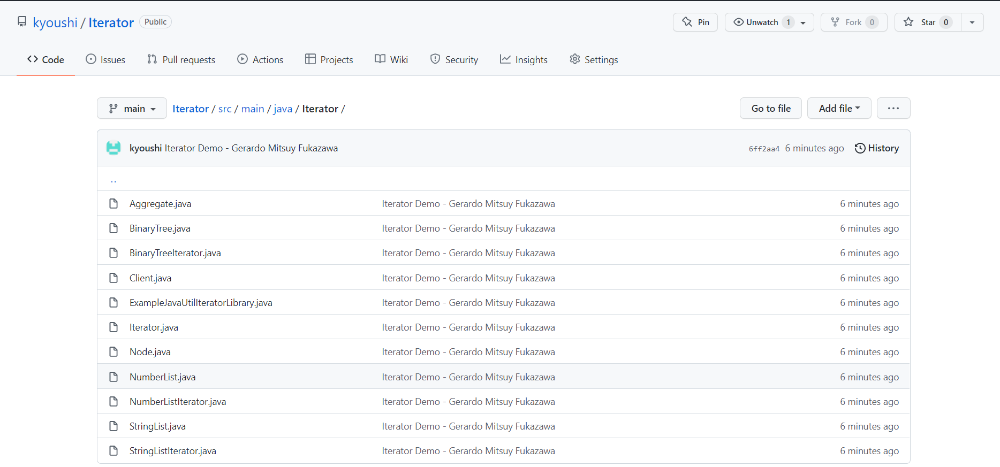 kyoushi / Iterator Public Pin Unwatch 1 Fork 0 Star 0
Code Issues Pull requests Actions Projects Wiki Security Insights Settings
main Iterator / src / main / java / Iterator / Go to file Add file ...
kyoushi Iterator Demo - Gerardo Mitsuy Fukazawa 6ff2aa4 6 minutes ago History
..
Aggregate.java Iterator Demo - Gerardo Mitsuy Fukazawa 6 minutes ago
BinaryTree.java Iterator Demo - Gerardo Mitsuy Fukazawa 6 minutes ago
BinaryTreeIterator.java Iterator Demo - Gerardo Mitsuy Fukazawa 6 minutes ago
Client.java Iterator Demo - Gerardo Mitsuy Fukazawa 6 minutes ago
ExampleJavaUtilIteratorLibrary.java Iterator Demo - Gerardo Mitsuy Fukazawa 6 minutes ago
Iterator.java Iterator Demo - Gerardo Mitsuy Fukazawa 6 minutes ago
Node.java Iterator Demo - Gerardo Mitsuy Fukazawa 6 minutes ago
NumberList.java Iterator Demo - Gerardo Mitsuy Fukazawa 6 minutes ago
NumberListIterator.java Iterator Demo - Gerardo Mitsuy Fukazawa 6 minutes ago
StringList.java Iterator Demo - Gerardo Mitsuy Fukazawa 6 minutes ago
StringListIterator.java Iterator Demo - Gerardo Mitsuy Fukazawa 6 minutes ago